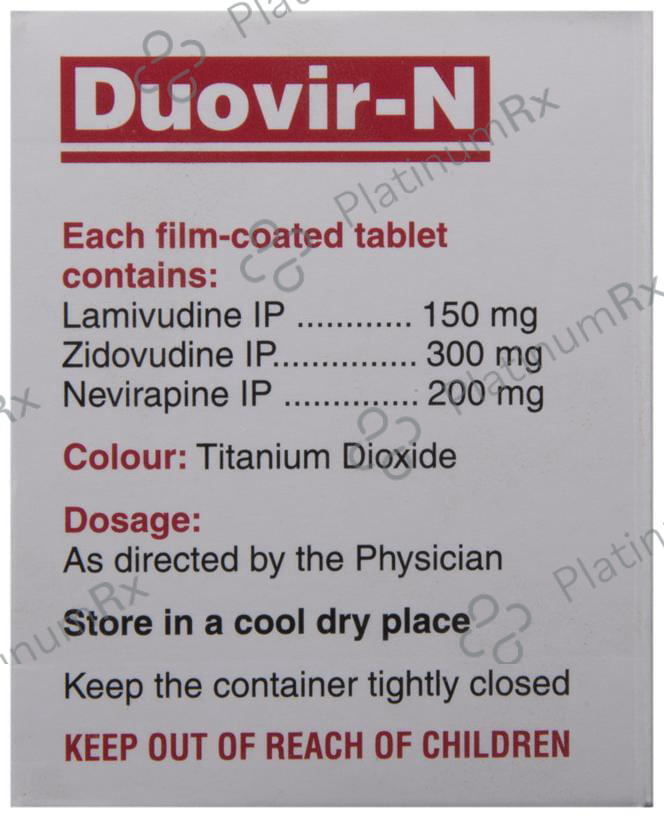 Duovir-N
Each film-coated tablet
contains:
Lamivudine IP ............ 150 mg
Zidovudine IP............... 300 mg
Nevirapine IP .............. 200 mg
Colour: Titanium Dioxide
Dosage:
As directed by the Physician
Store in a cool dry place
Keep the container tightly closed
KEEP OUT OF REACH OF CHILDREN
PlatinumRx
PlatinumRx